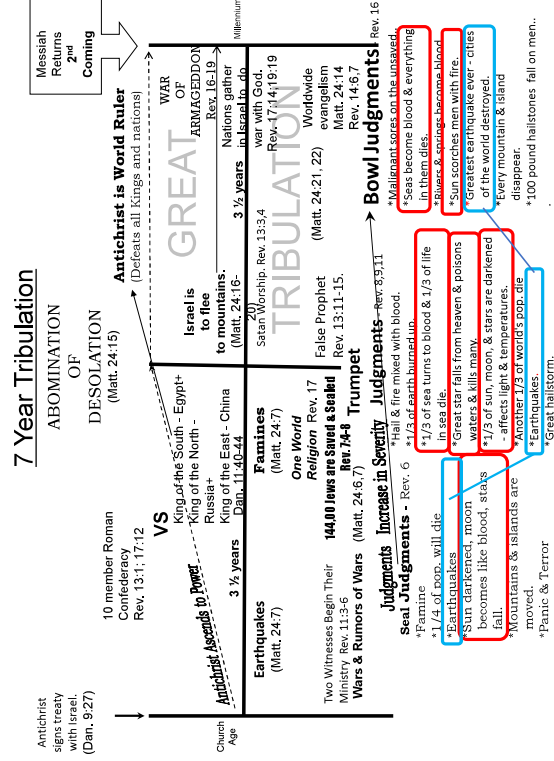 7 Year Tribulation
Antichrist
signs treaty
with Israel.
(Dan. 9:27)
10 member Roman
Confederacy
Rev. 13:1; 17:12
ABOMINATION
OF
DESOLATION
(Matt. 24:15)
Messiah
Returns
2nd
Coming
Antichrist is World Ruler
(Defeats all Kings and nations)
VS
King of the South - Egypt+
King of the North -
Russia+
King of the East - China
Dan. 11:40-44
Antichrist Ascends to Power
3 ½ years
Church
Age
GREAT
TRIBULATION
WAR
OF
ARMAGEDDON
Rev. 16-19
Israel is
to flee
to mountains.
(Matt. 24:16-
20)
3 ½ years
Nations gather
in Israel to do
war with God.
Rev. 17:14;19:19
Millennium
Earthquakes
(Matt. 24:7)
Famines
(Matt. 24:7)
One World
Religion Rev. 17
Two Witnesses Begin Their
Ministry Rev. 11:3-6
Wars & Rumors of Wars (Matt. 24:6,7)
144,00 Jews are Saved & Sealed
Rev. 7:4-8
Satan Worship. Rev. 13:3,4
False Prophet
Rev. 13:11-15.
(Matt. 24:21, 22)
Worldwide
evangelism
Matt. 24:14
Rev. 14:6,7
Judgments Increase in Severity
Seal Judgments - Rev. 6
*Famine
*1/4 of pop. will die
*Earthquakes
*Sun darkened, moon
becomes like blood, stars
fall.
*Mountains & islands are
moved.
*Panic & Terror
Trumpet
Judgments - Rev. 8,9,11
*Hail & fire mixed with blood.
*1/3 of earth burned up.
*1/3 of sea turns to blood & 1/3 of life
in sea die.
*Great star falls from heaven & poisons
waters & kills many.
*1/3 of sun, moon, & stars are darkened
- affects light & temperatures.
*Another 1/3 of world's pop. die
*Earthquakes.
*Great hailstorm.
Bowl Judgments - Rev. 16
*Malignant sores on the unsaved.
*Seas become blood & everything
in them dies.
*Rivers & springs become blood
*Sun scorches men with fire.
*Greatest earthquake ever - cities
of the world destroyed.
*Every mountain & island
disappear.
*100 pound hailstones fall on men.
.